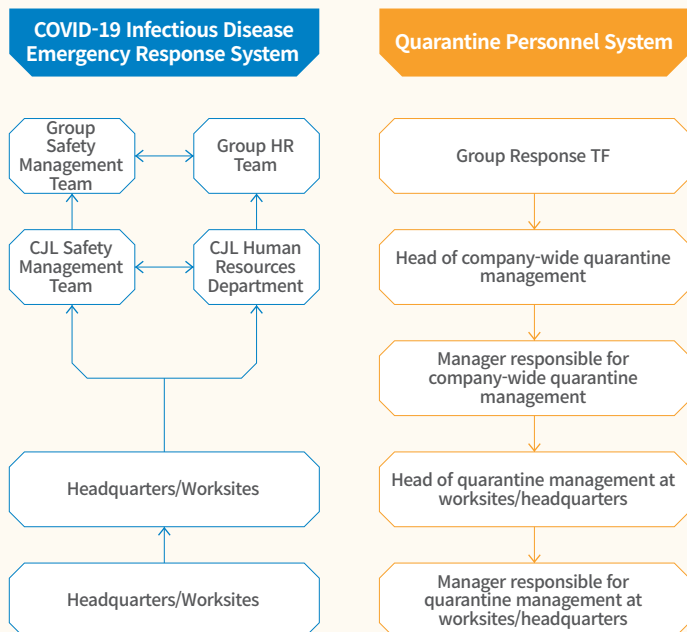 COVID-19 Infectious Disease
Emergency Response System
Group
Safety
Management
Team
Group HR
Team
CJL Safety
Management
Team
CJL Human
Resources
Department
Headquarters/Worksites
Headquarters/Worksites
Quarantine Personnel System
Group Response TF
Head of company-wide quarantine
management
Manager responsible for
company-wide quarantine
management
Head of quarantine management at
worksites/headquarters
Manager responsible for
quarantine management at
worksites/headquarters